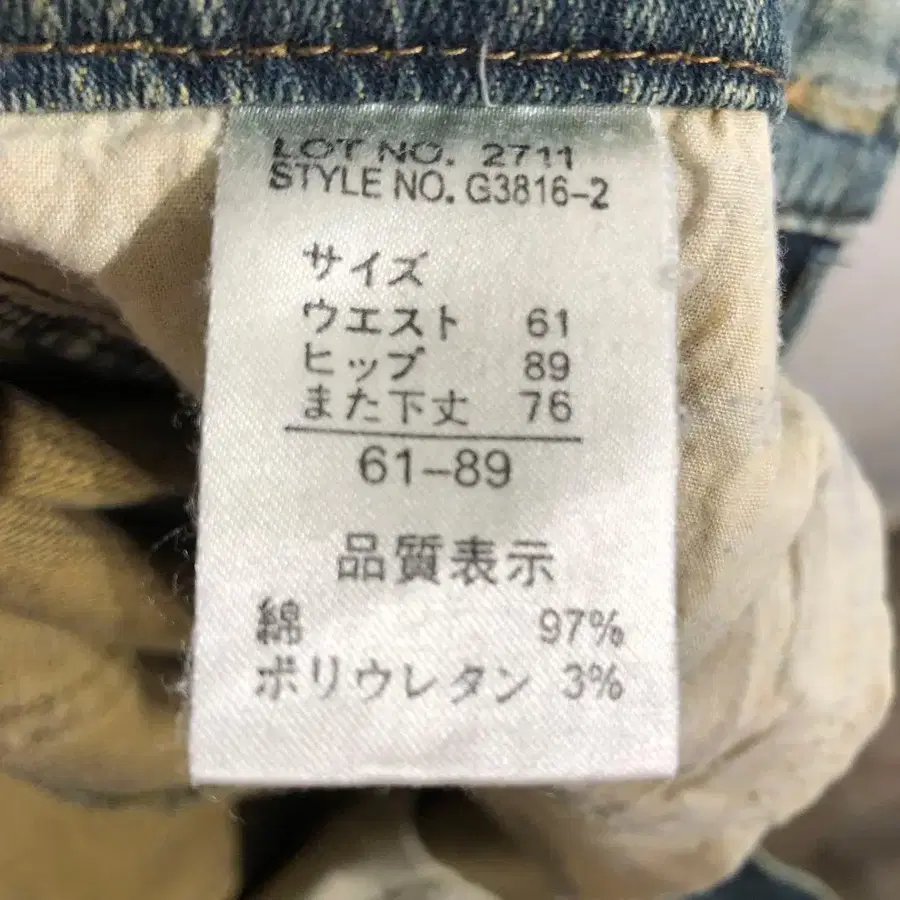 LOT NO. 2711
STYLE NO. G3816-2
サイズ
ウエスト 61
ヒップ 89
また下丈 76
61-89
品質表示
綿 97%
ポリウレタン 3%